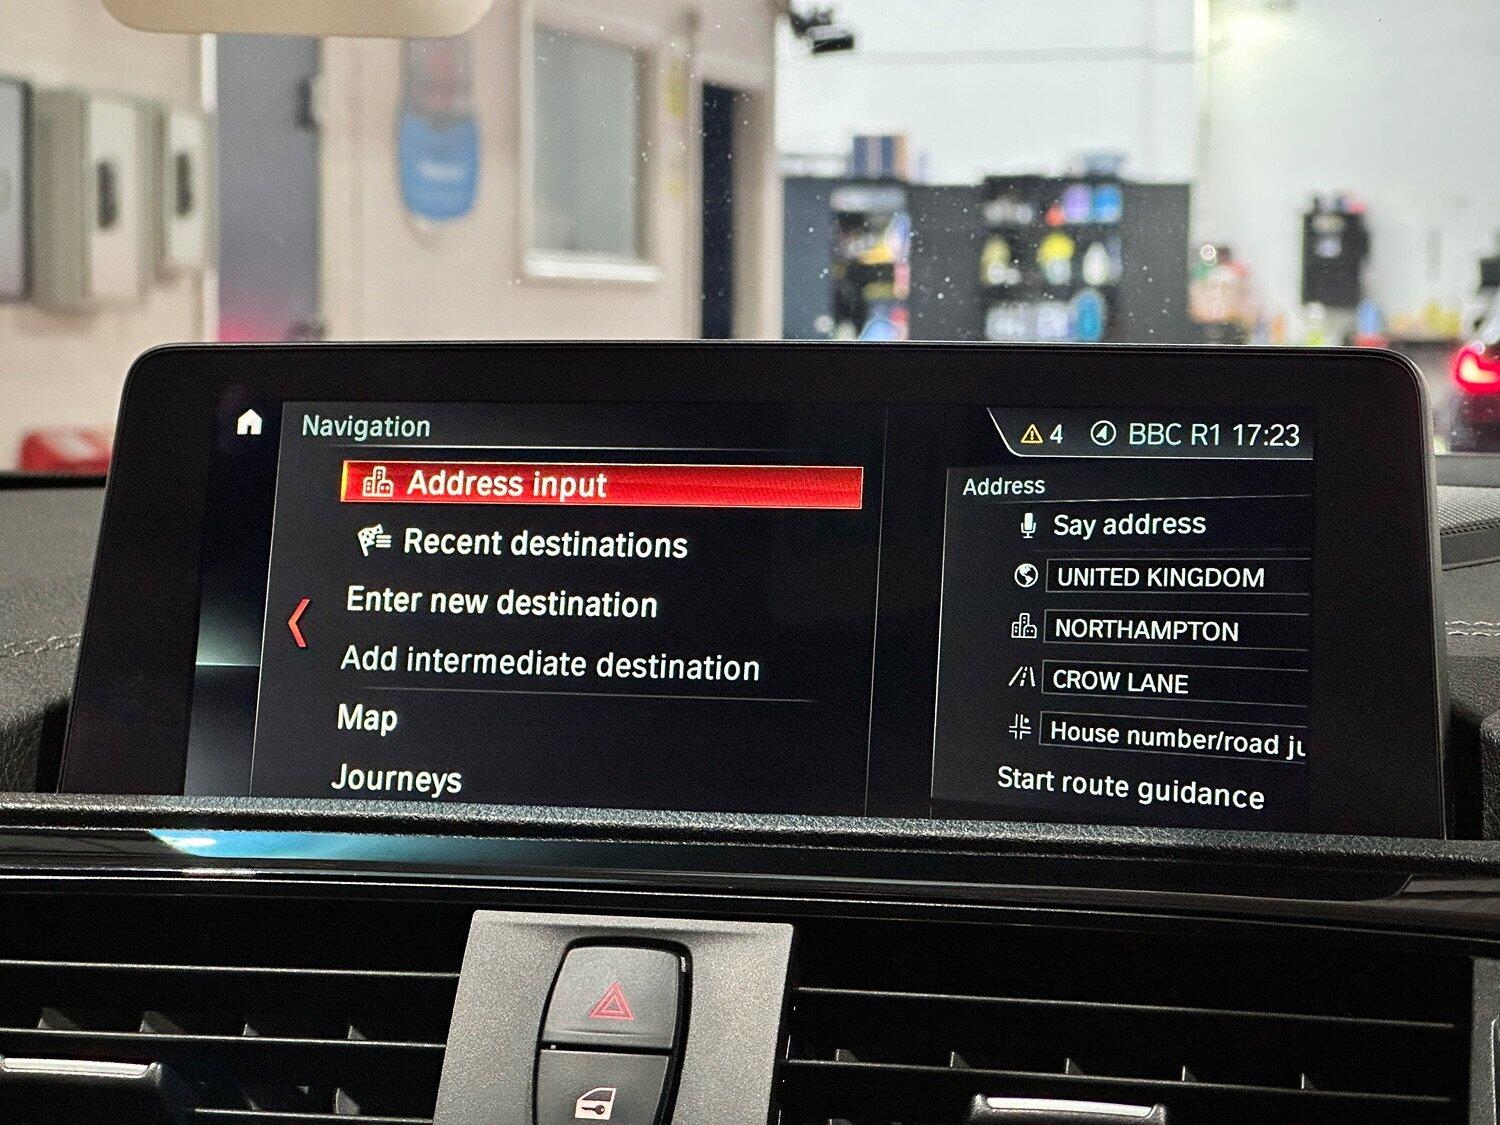 Navigation
4 BBC R1 17:23
Address input
Recent destinations
Enter new destination
Add intermediate destination
Map
Journeys
Address
Say address
UNITED KINGDOM
NORTHAMPTON
CROW LANE
House number/road
Start route guidance